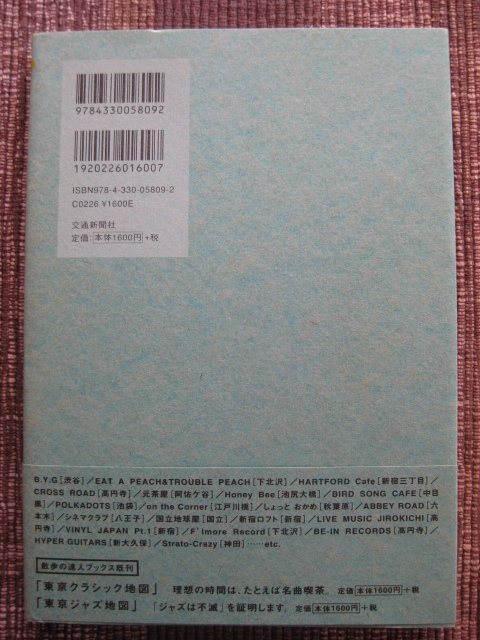 9784330058092
1920226016007
ISBN978-4-330-05809-2
C0226 ¥1600E
交通新聞社
定価:本体1600円+税
B.Y.G[渋谷]/EAT A PEACH&TROUBLE PEACH[下北沢]/HARTFORD Cafe[新宿三丁目]/
CROSS ROAD[高円寺]/元茶屋[阿佐ケ谷]/Honey Bee[池尻大橋]/BIRD SONG CAFE[中目
黒]/POLKADOTS[池袋]/on the Corner[江戸川橋]/しょっと おかめ[秋葉原]/ABBEY ROAD[六
本木]/シネマクラブ[八王子]/国立地球屋[国立]/新宿ロフト[新宿]/LIVE MUSIC JIROKICHI[高
円寺]/VINYL JAPAN Pt.1[新宿]/F'lmore Record[下北沢]/BE-IN RECORDS[高円寺]/
HYPER GUITARS[新大久保]/Strato-Crazy[神田]……etc.
散歩の達人ブックス既刊
「東京クラシック地図」 理想の時間は、たとえば名曲喫茶。定価:本体1600円+税
「東京ジャズ地図」 「ジャズは不滅」を証明します。定価:本体1600円+税